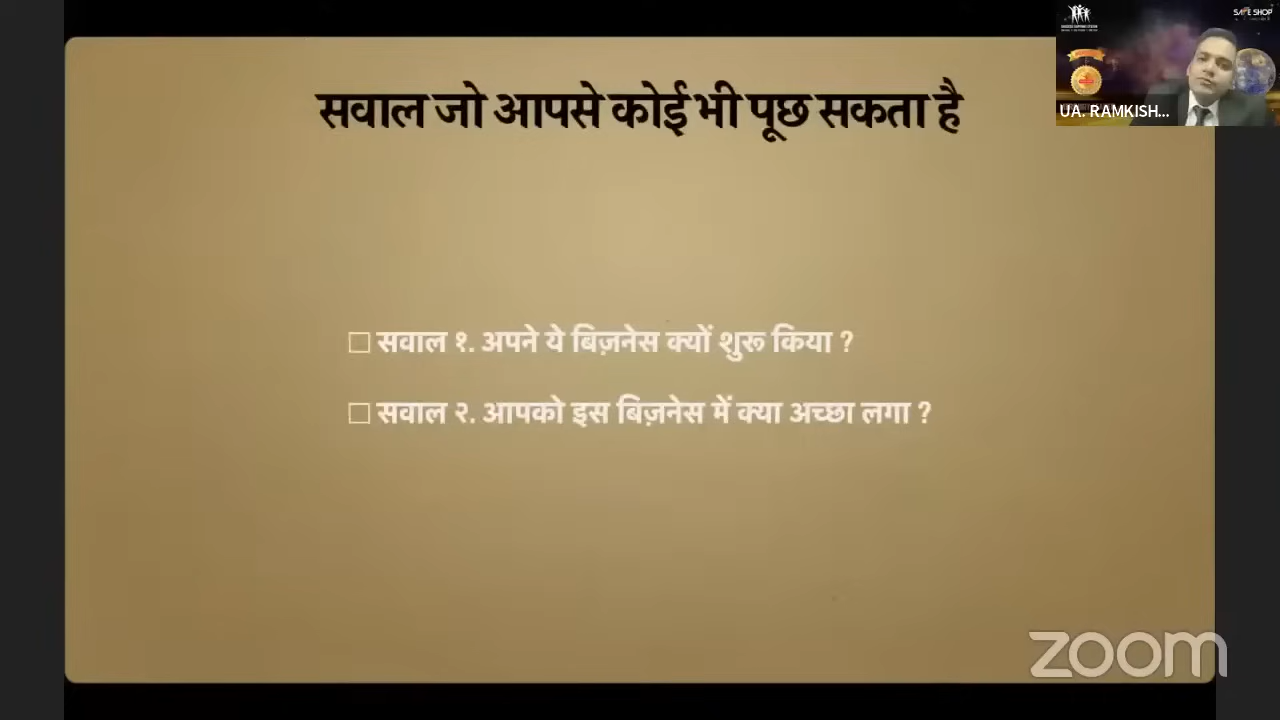 सवाल जो आपसे कोई भी पूछ सकता है
SAFE SHOP
UA. RAMKISH...
सवाल १. अपने ये बिज़नेस क्यों शुरू किया ?
सवाल २. आपको इस बिज़नेस में क्या अच्छा लगा ?
zoom